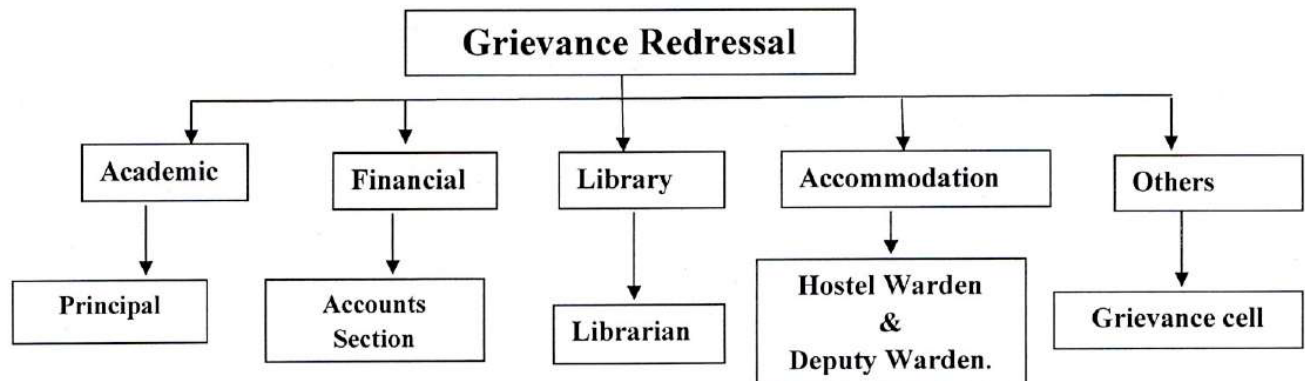 Grievance Redressal
Academic
Financial
Library
Accommodation
Others
Principal
Accounts
Section
Librarian
Hostel Warden
&
Deputy Warden.
Grievance cell